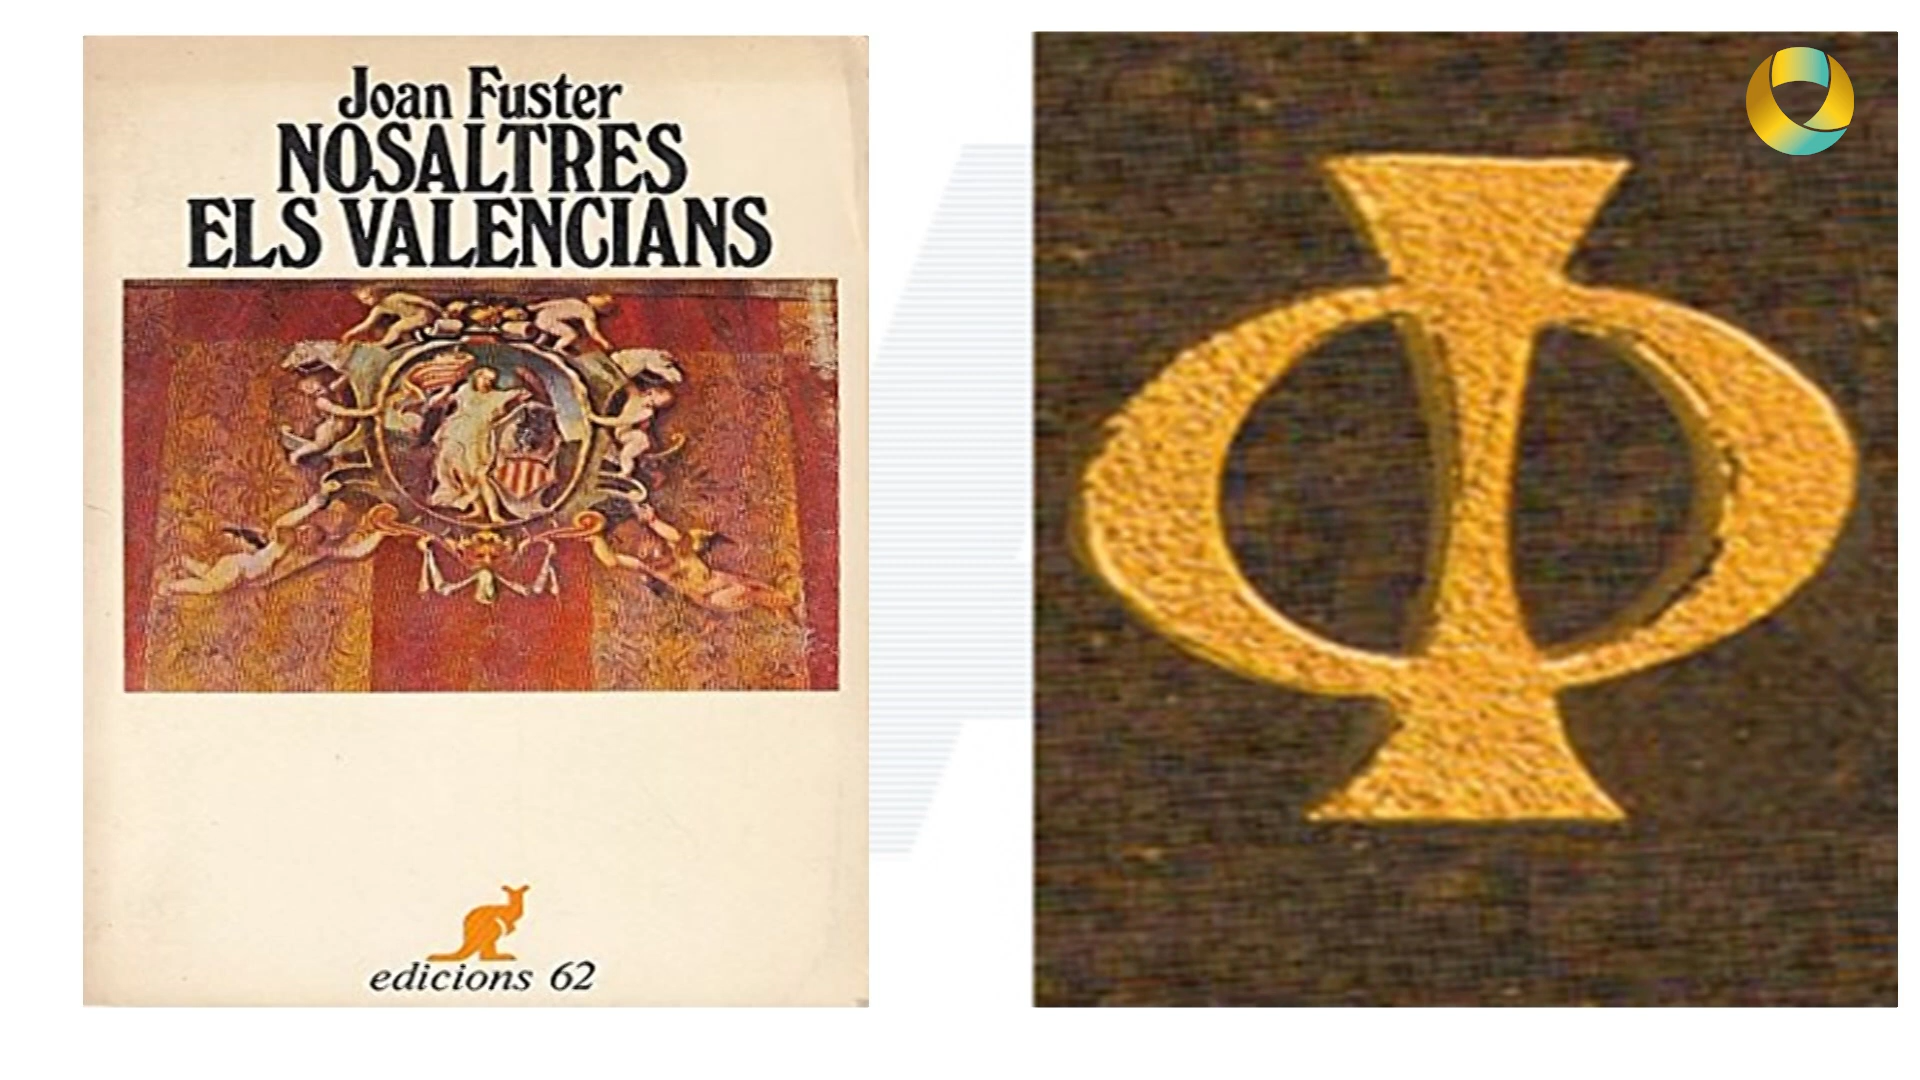 Joan Fuster
NOSALTRES
ELS VALENCIANS
edicions 62
Φ